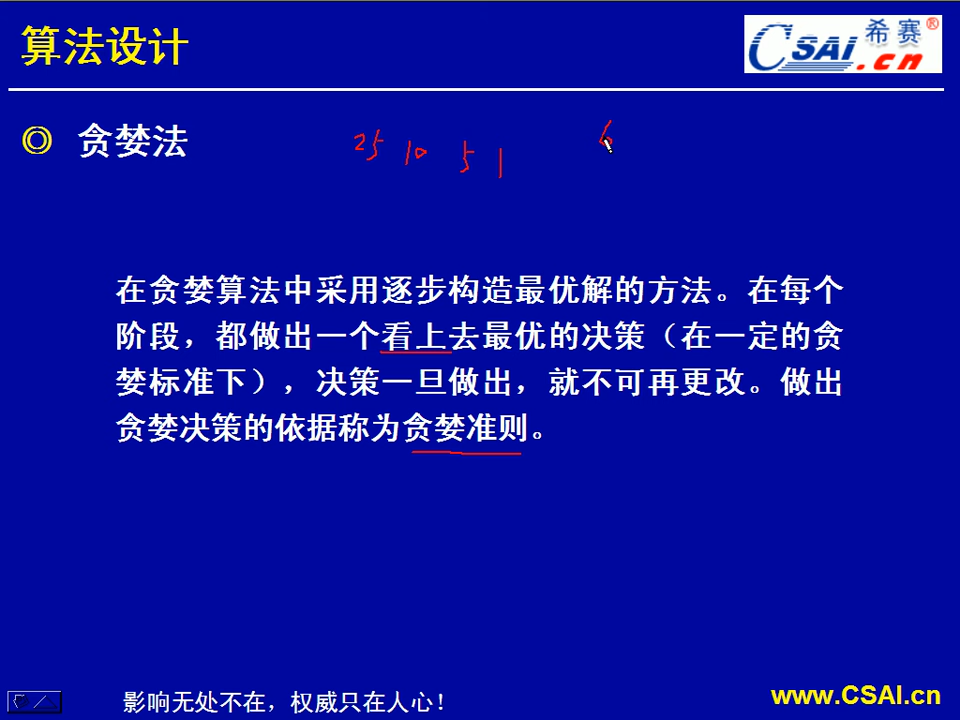 算法设计
CSAI.cn 希赛®
◎ 贪婪法
25 10 5 1 6
在贪婪算法中采用逐步构造最优解的方法。在每个
阶段，都做出一个看上去最优的决策（在一定的贪
婪标准下），决策一旦做出，就不可再更改。做出
贪婪决策的依据称为贪婪准则。
影响无处不在，权威只在人心！
www.CSAI.cn